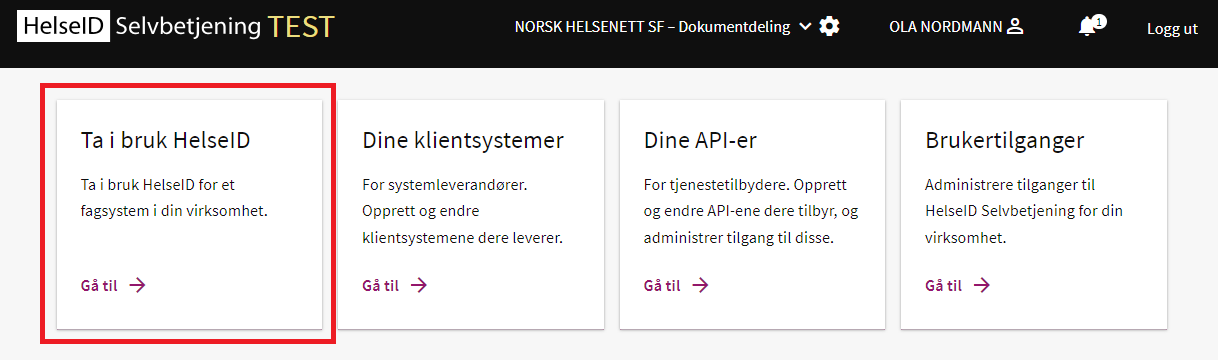 HelseID Selvbetjening TEST
NORSK HELSENETT SF – Dokumentdeling
OLA NORDMANN
1
Logg ut
Ta i bruk HelseID
Ta i bruk HelseID for et
fagsystem i din virksomhet.
Gå til
Dine klientsystemer
For systemleverandører.
Opprett og endre
klientsystemene dere leverer.
Gå til
Dine API-er
For tjenestetilbydere. Opprett
og endre API-ene dere tilbyr, og
administrer tilgang til disse.
Gå til
Brukertilganger
Administrere tilganger til
HelseID Selvbetjening for din
virksomhet.
Gå til